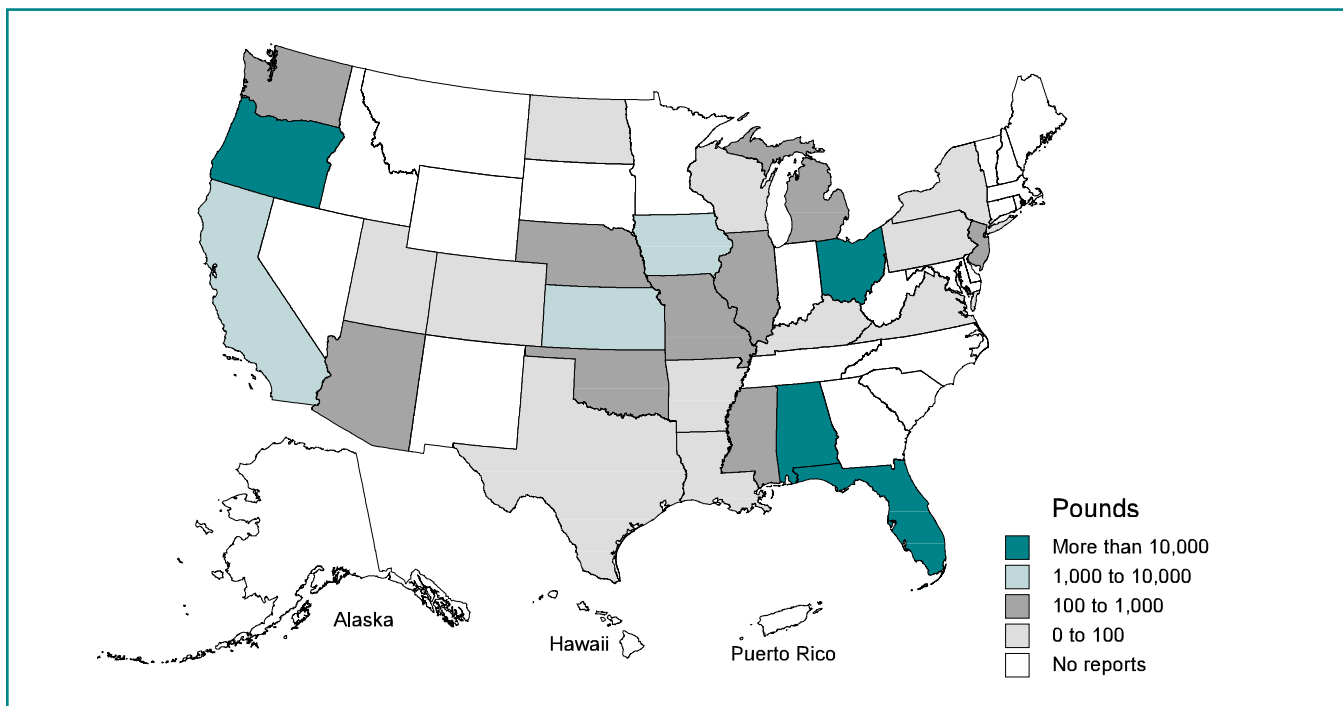 Alaska
Hawaii
Puerto Rico
Pounds
More than 10,000
1,000 to 10,000
100 to 1,000
0 to 100
No reports